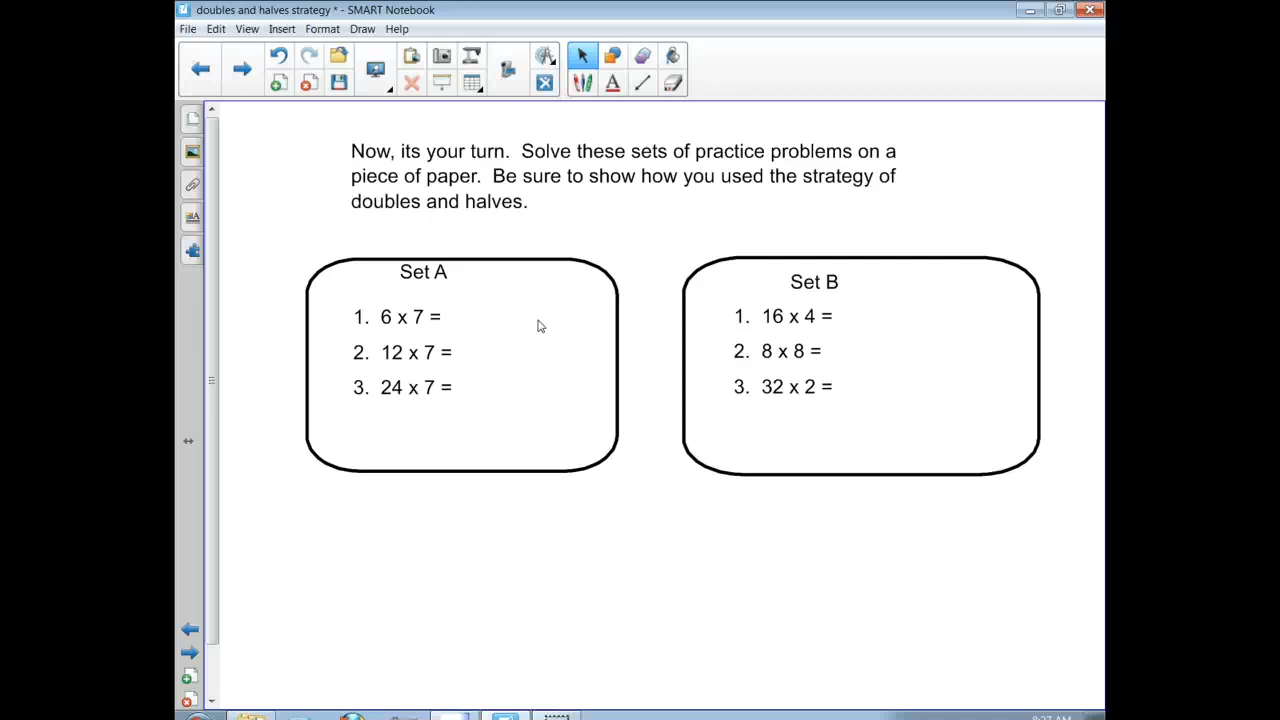 doubles and halves strategy * - SMART Notebook
File Edit View Insert Format Draw Help
Now, its your turn. Solve these sets of practice problems on a
piece of paper. Be sure to show how you used the strategy of
doubles and halves.
Set A
1. 6 x 7 =
2. 12 x 7 =
3. 24 x 7 =
Set B
1. 16 x 4 =
2. 8 x 8 =
3. 32 x 2 =